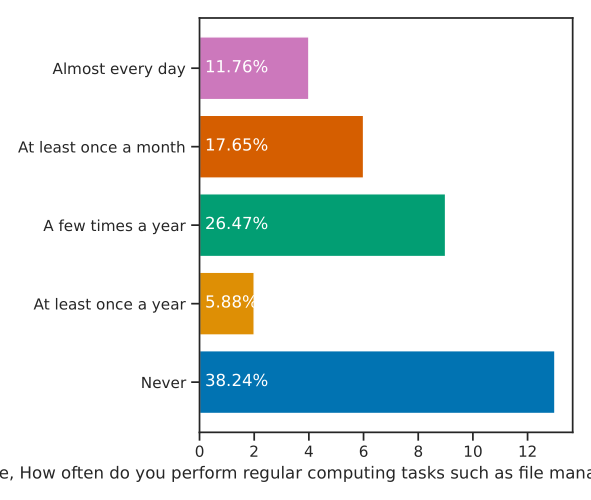 Almost every day 11.76%
At least once a month 17.65%
A few times a year 26.47%
At least once a year 5.88%
Never 38.24%
0 2 4 6 8 10 12
How often do you perform regular computing tasks such as file